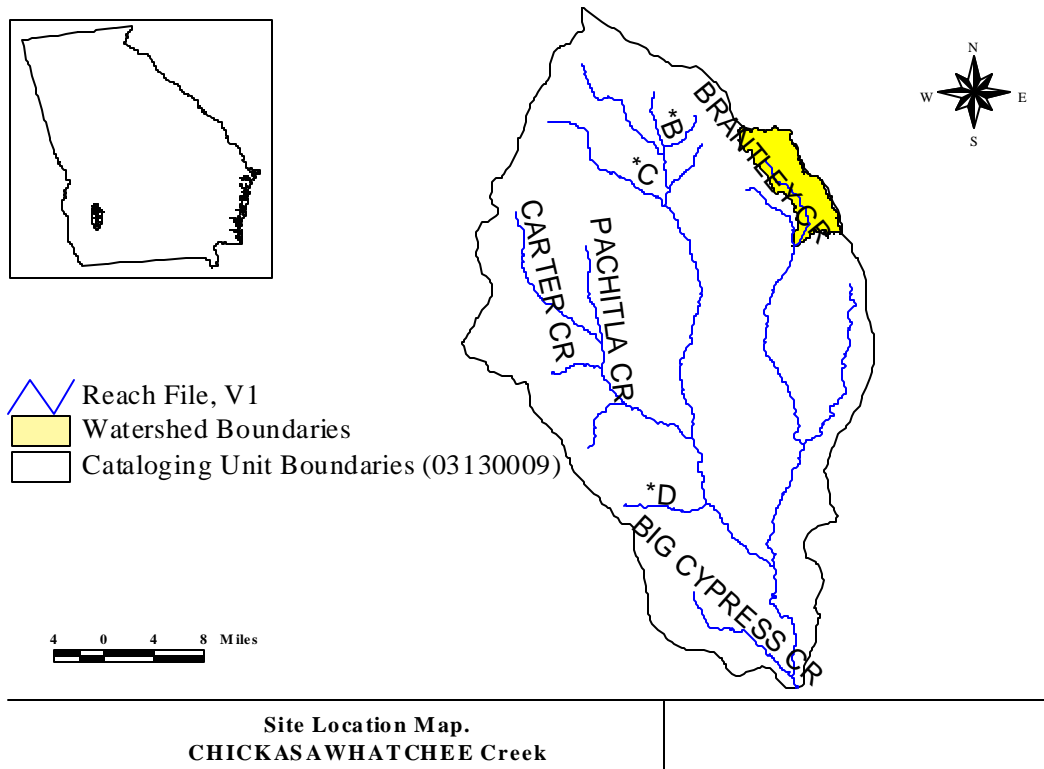 N
W
E
S
BRANTLEY CR
*B
*C
CARTER CR
PACHITLA CR
*D
BIG CYPRESS CR
Reach File, V1
Watershed Boundaries
Cataloging Unit Boundaries (03130009)
4 0 4 8 Miles
Site Location Map.
CHICKASAWHATCHEE Creek